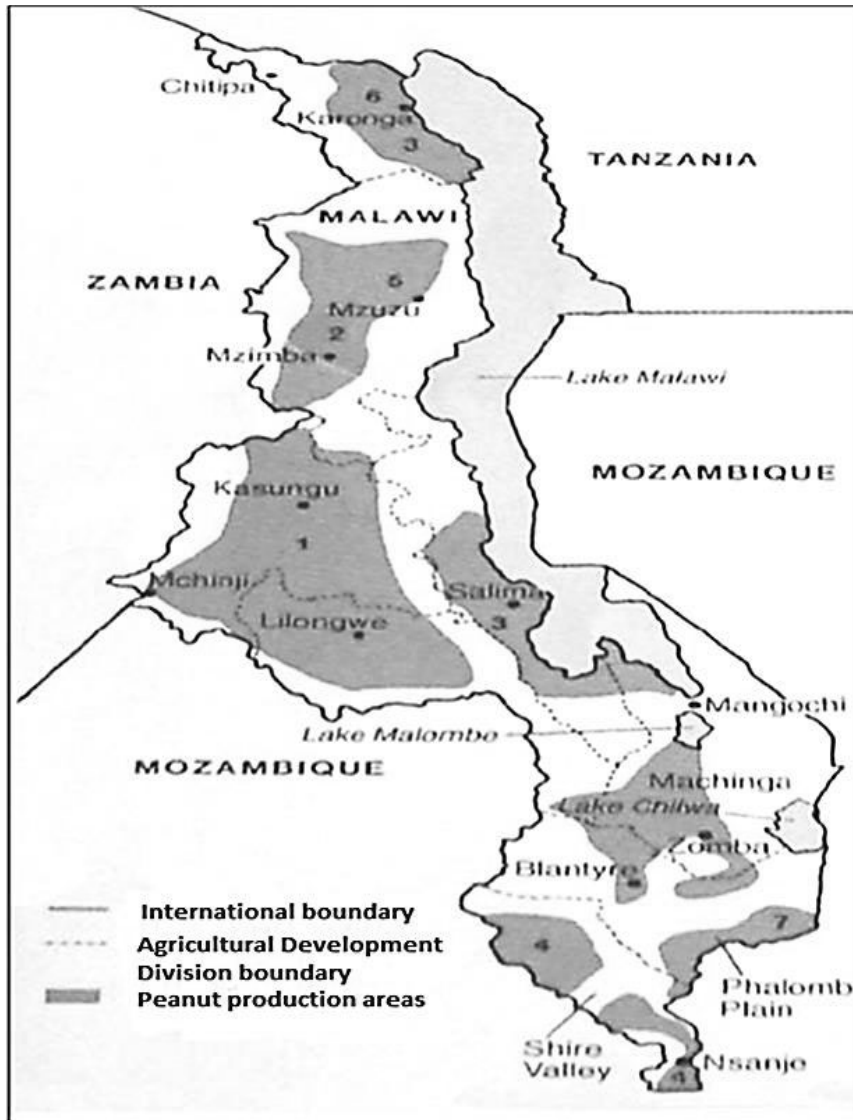 Chitipa
6
Karonga
3
TANZANIA
MALAWI
ZAMBIA
5
Mzuzu
2
Mzimba
Lake Malawi
MOZAMBIQUE
Kasungu
1
Mchinji
Salima
Lilongwe
3
Mangochi
Lake Malombe
MOZAMBIQUE
Machinga
Lake Chilwa
Zomba
Blantyre
International boundary
Agricultural Development
Division boundary
Peanut production areas
4
7
Phalomb
Plain
Shire
Valley
Nsanje
4